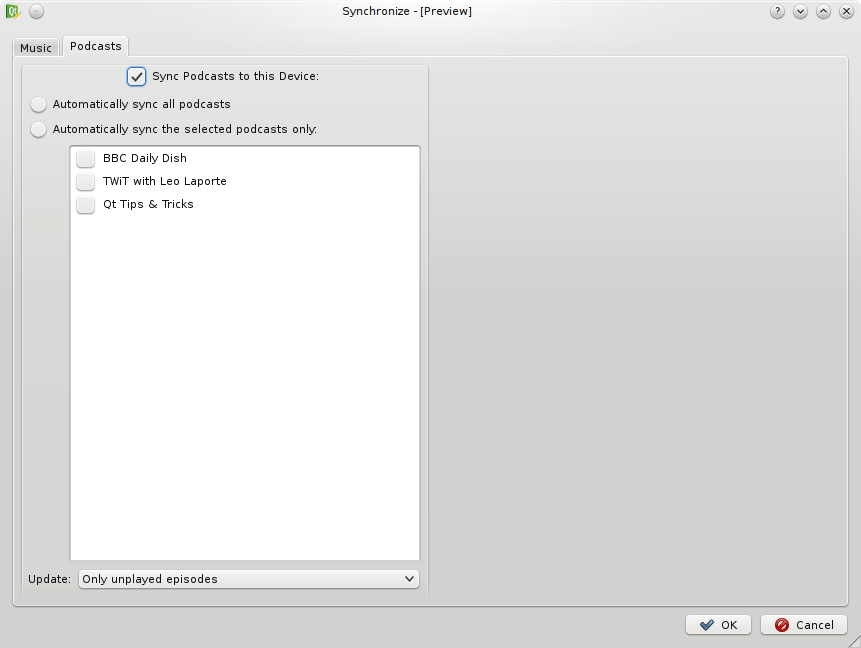 Synchronize - [Preview]
Music
Podcasts
Sync Podcasts to this Device:
Automatically sync all podcasts
Automatically sync the selected podcasts only:
BBC Daily Dish
TWiT with Leo Laporte
Qt Tips & Tricks
Update: Only unplayed episodes
OK Cancel